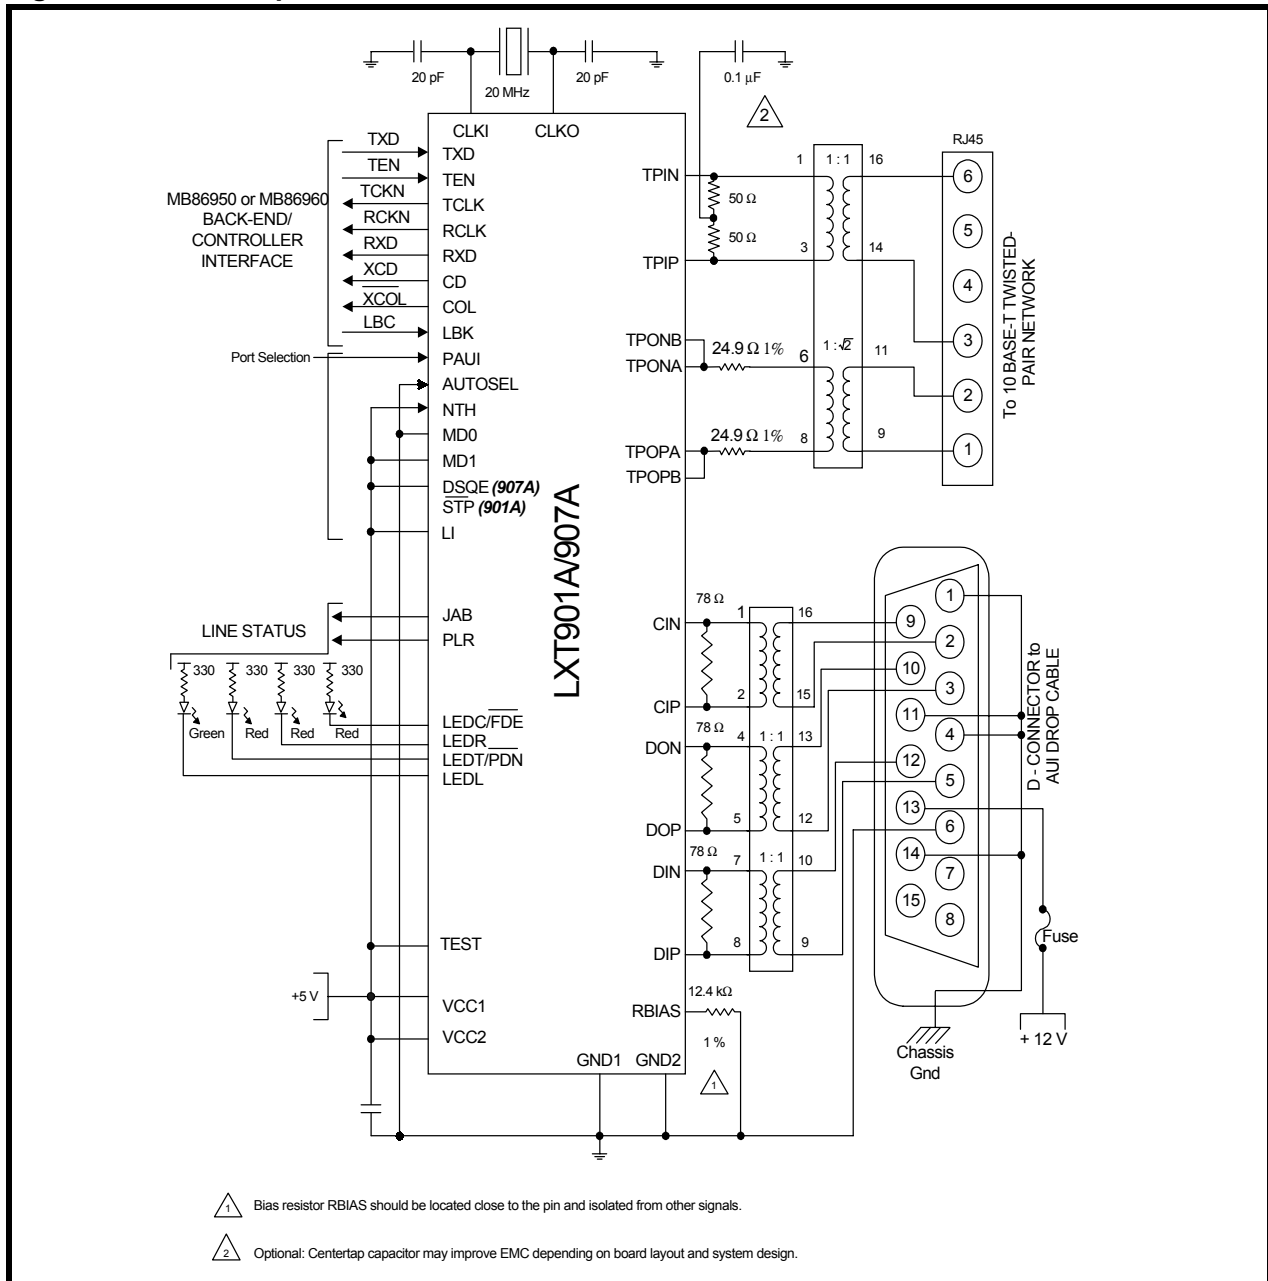 20 pF
20 MHz
20 pF
0.1 µF
2
CLKI
CLKO
RJ45
MB86950 or MB86960
BACK-END/
CONTROLLER
INTERFACE
TXD
TEN
TCKN
RCKN
RXD
XCD
XCOL
LBC
Port Selection
TXD
TEN
TCLK
RCLK
RXD
CD
COL
LBK
PAUI
AUTOSEL
NTH
MD0
MD1
DSQE (907A)
STP (901A)
LI
JAB
PLR
LINE STATUS
330
330
330
330
Green
Red
Red
Red
LEDC/FDE
LEDR
LEDT/PDN
LEDL
TEST
+5 V
VCC1
VCC2
LXT901A/907A
GND1
GND2
TPIN
TPIP
TPONB
TPONA
TPOPA
TPOPB
50 Ω
50 Ω
24.9 Ω 1%
24.9 Ω 1%
1
1 : 1
16
3
14
6
1 : √2
11
8
9
6
5
4
3
2
1
To 10 BASE-T TWISTED-
PAIR NETWORK
CIN
CIP
DON
DOP
DIN
DIP
RBIAS
78 Ω
78 Ω
78 Ω
12.4 kΩ
1 %
1
1
16
2
15
4
1 : 1
13
5
12
7
1 : 1
10
8
9
1
9
2
10
3
11
4
12
5
13
6
14
7
15
8
D - CONNECTOR to
AUI DROP CABLE
Fuse
+ 12 V
Chassis
Gnd
1 Bias resistor RBIAS should be located close to the pin and isolated from other signals.
2 Optional: Centertap capacitor may improve EMC depending on board layout and system design.